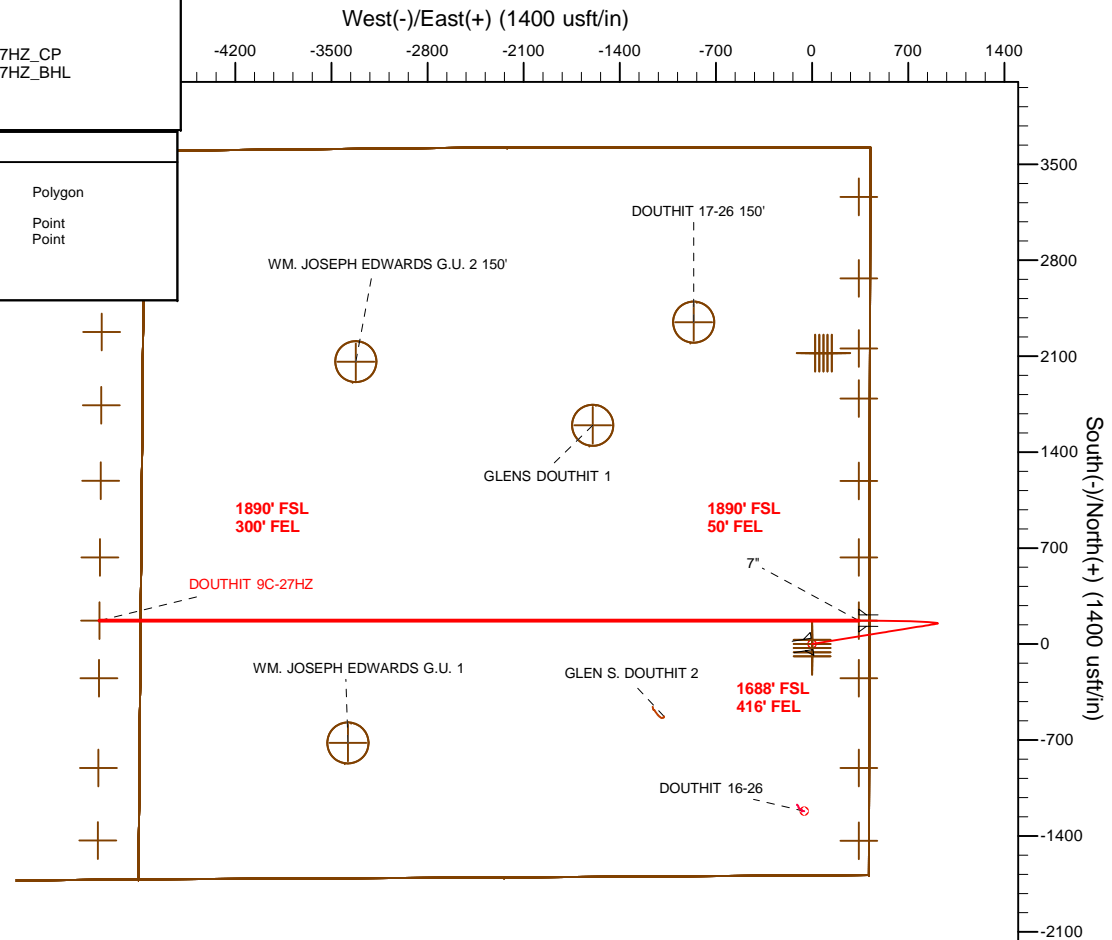 West(-)/East(+) (1400 usft/in)
-4200 -3500 -2800 -2100 -1400 -700 0 700 1400
7HZ_CP
7HZ_BHL
Polygon
Point
Point
3500
2800
2100
1400
700
0
-700
-1400
-2100
South(-)/North(+) (1400 usft/in)
DOUTHIT 17-26 150'
WM. JOSEPH EDWARDS G.U. 2 150'
GLENS DOUTHIT 1
1890' FSL
300' FEL
1890' FSL
50' FEL
7"
DOUTHIT 9C-27HZ
WM. JOSEPH EDWARDS G.U. 1
GLEN S. DOUTHIT 2
1688' FSL
416' FEL
DOUTHIT 16-26